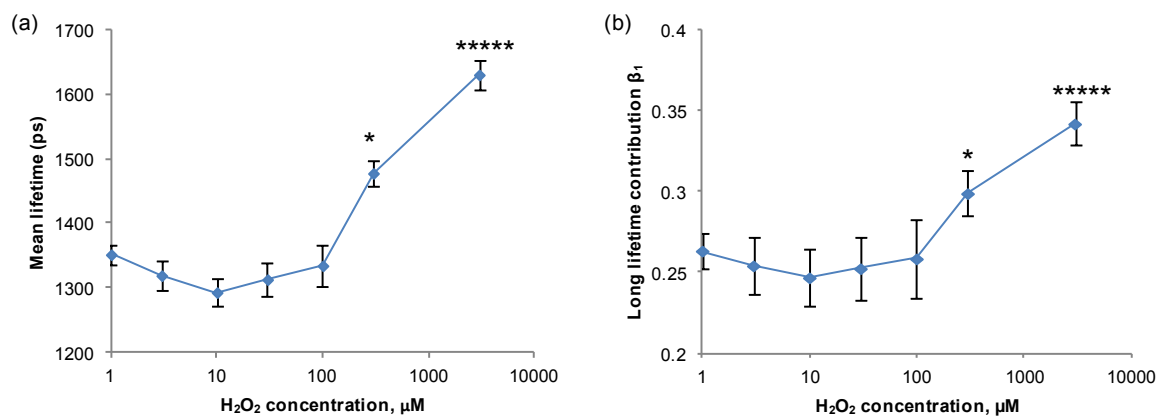 (a)
1700
1600
1500
1400
1300
1200
Mean lifetime (ps)
*
*****
1 10 100 1000 10000
H₂O₂ concentration, µM
(b)
0.4
0.35
0.3
0.25
0.2
Long lifetime contribution β₁
*
*****
1 10 100 1000 10000
H₂O₂ concentration, µM